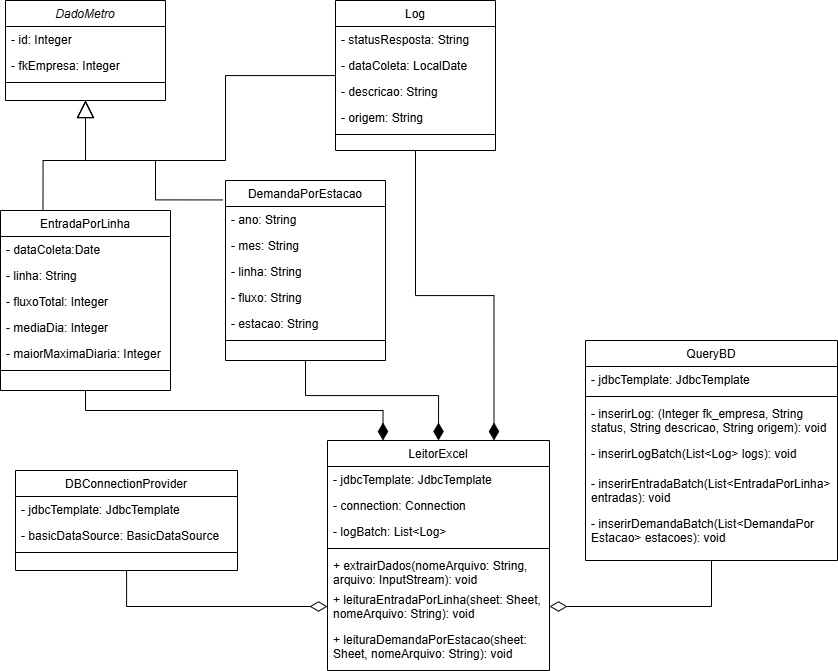 DadoMetro
- id: Integer
- fkEmpresa: Integer
Log
- statusResposta: String
- dataColeta: LocalDate
- descricao: String
- origem: String
DemandaPorEstacao
- ano: String
- mes: String
- linha: String
- fluxo: String
- estacao: String
EntradaPorLinha
- dataColeta:Date
- linha: String
- fluxoTotal: Integer
- mediaDia: Integer
- maiorMaximaDiaria: Integer
QueryBD
- jdbcTemplate: JdbcTemplate
- inserirLog: (Integer fk_empresa, String
status, String descricao, String origem): void
- inserirLogBatch(List<Log> logs): void
- inserirEntradaBatch(List<EntradaPorLinha>
entradas): void
- inserirDemandaBatch(List<DemandaPor
Estacao> estacoes): void
LeitorExcel
- jdbcTemplate: JdbcTemplate
- connection: Connection
- logBatch: List<Log>
+ extrairDados(nomeArquivo: String,
arquivo: InputStream): void
+ leituraEntradaPorLinha(sheet: Sheet,
nomeArquivo: String): void
+ leituraDemandaPorEstacao(sheet:
Sheet, nomeArquivo: String): void
DBConnectionProvider
- jdbcTemplate: JdbcTemplate
- basicDataSource: BasicDataSource